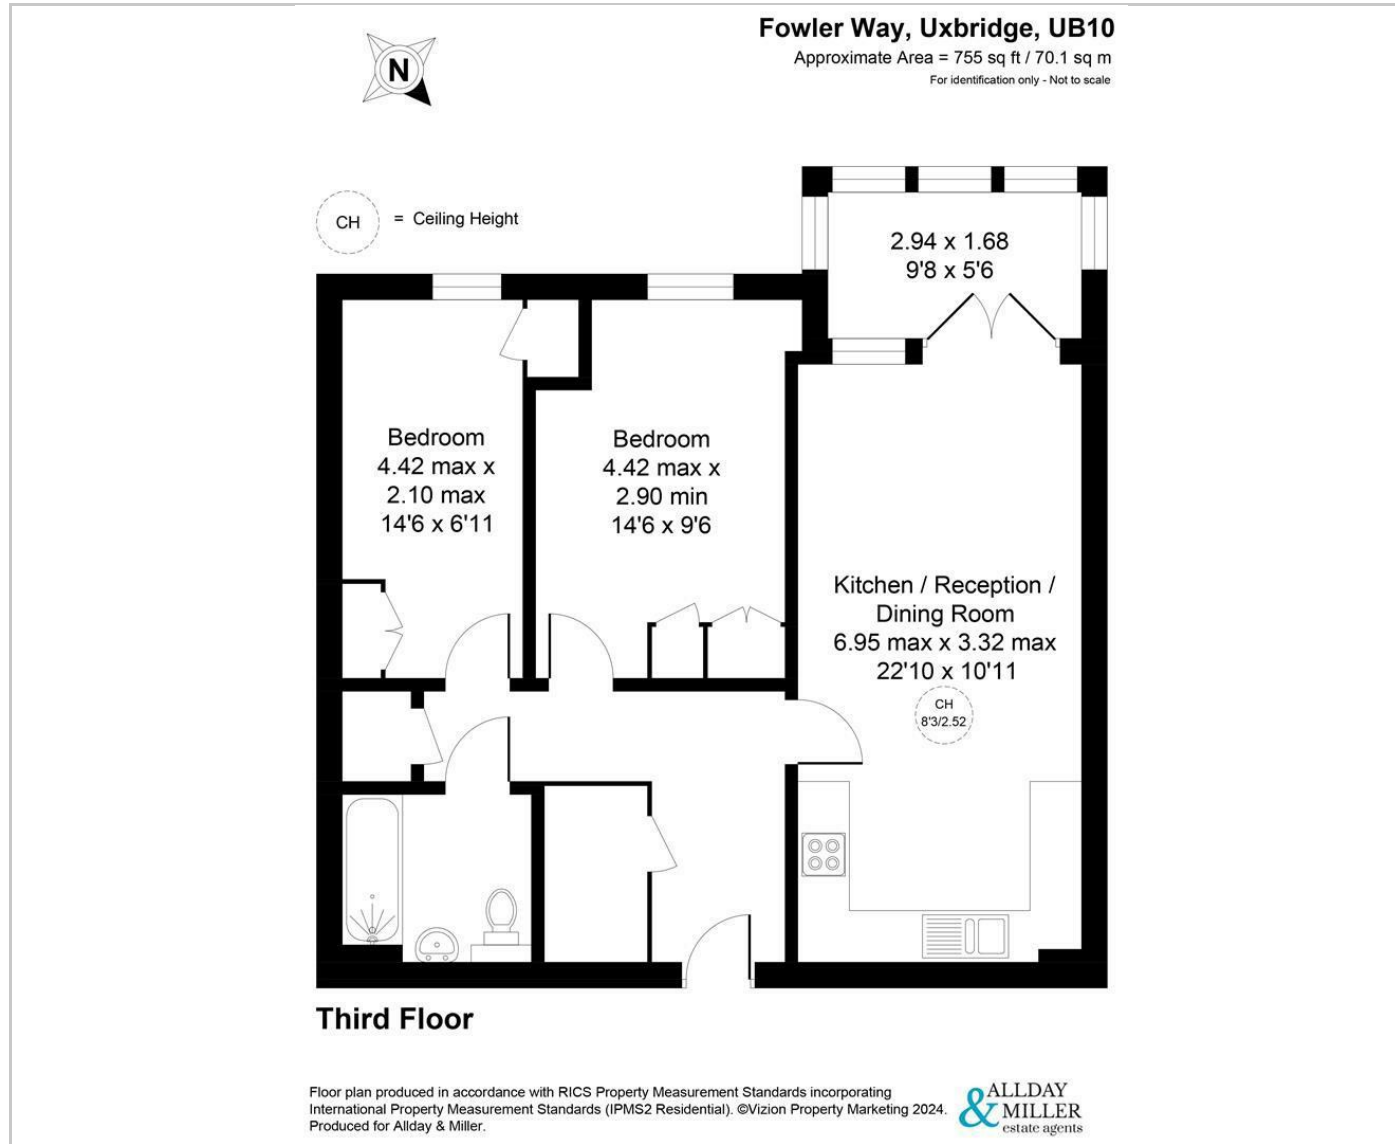 Fowler Way, Uxbridge, UB10
Approximate Area = 755 sq ft / 70.1 sq m
For identification only - Not to scale
N
CH = Ceiling Height
2.94 x 1.68
9'8 x 5'6
Bedroom
4.42 max x
2.10 max
14'6 x 6'11
Bedroom
4.42 max x
2.90 min
14'6 x 9'6
Kitchen / Reception /
Dining Room
6.95 max x 3.32 max
22'10 x 10'11
CH
8'3/2.52
Third Floor
Floor plan produced in accordance with RICS Property Measurement Standards incorporating
International Property Measurement Standards (IPMS2 Residential). ©Vizion Property Marketing 2024.
Produced for Allday & Miller.
ALLDAY
& MILLER
estate agents